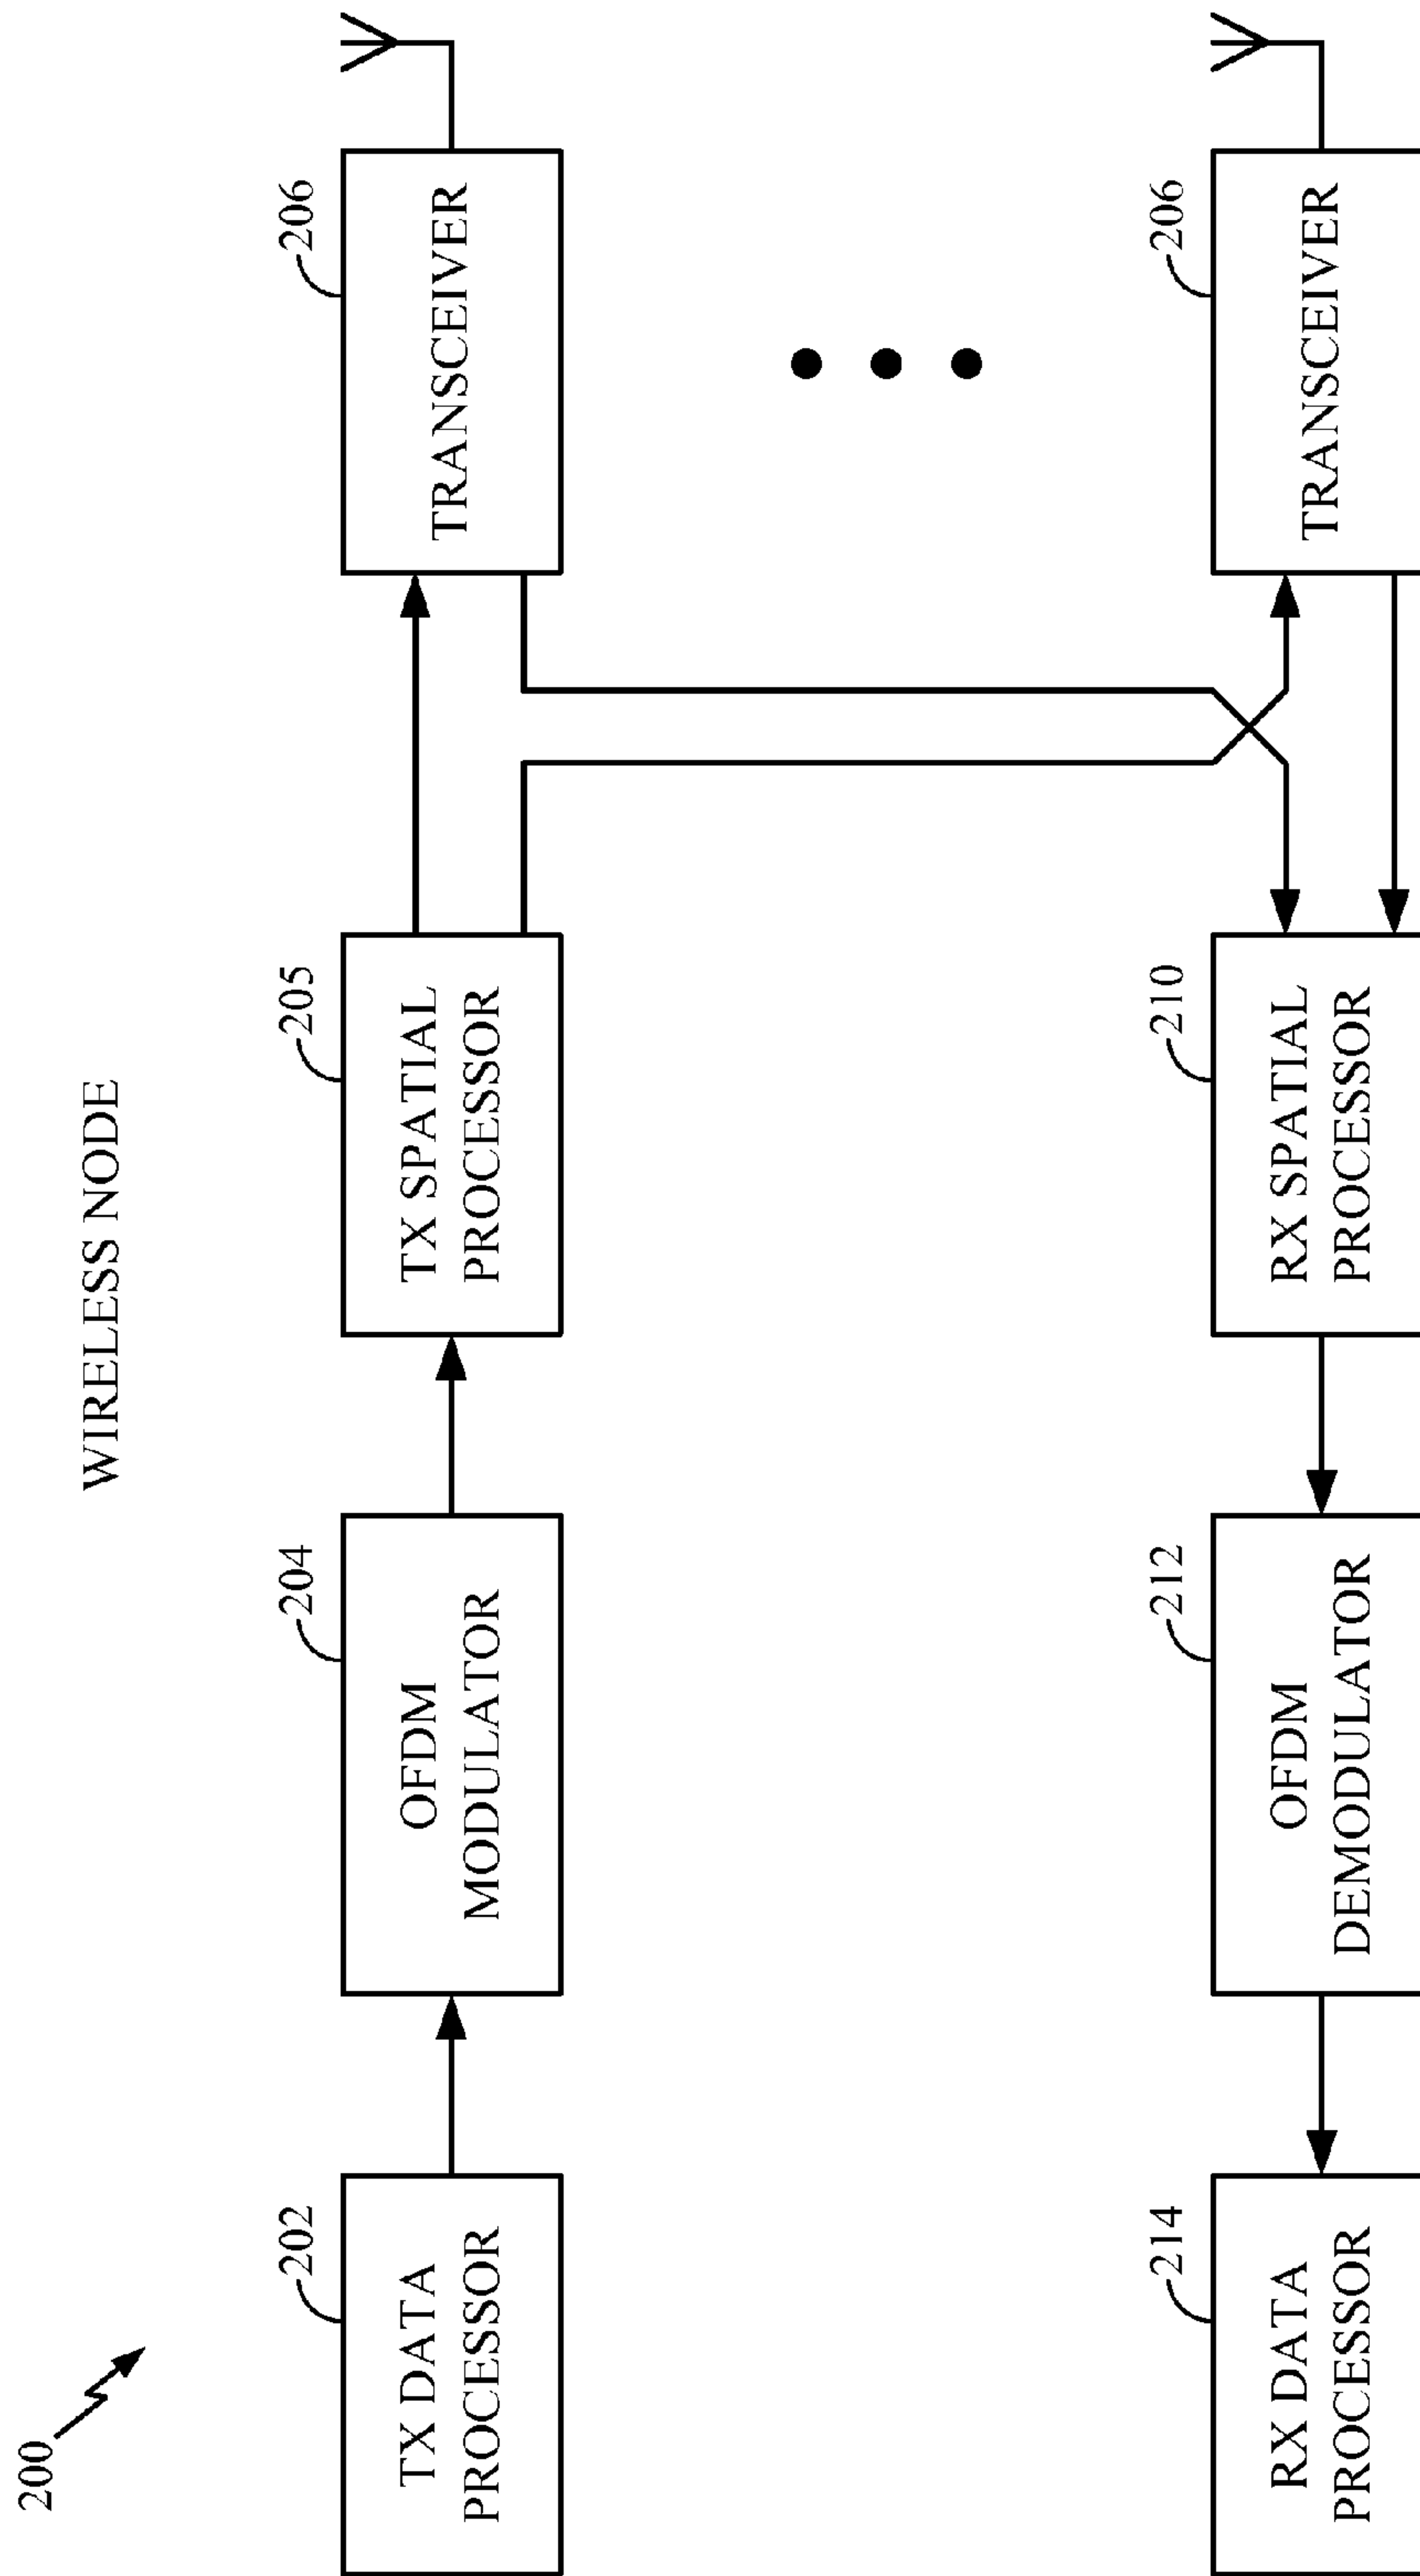 200
WIRELESS NODE
202
TX DATA
PROCESSOR
204
OFDM
MODULATOR
205
TX SPATIAL
PROCESSOR
206
TRANSCEIVER
214
RX DATA
PROCESSOR
212
OFDM
DEMODULATOR
210
RX SPATIAL
PROCESSOR
206
TRANSCEIVER